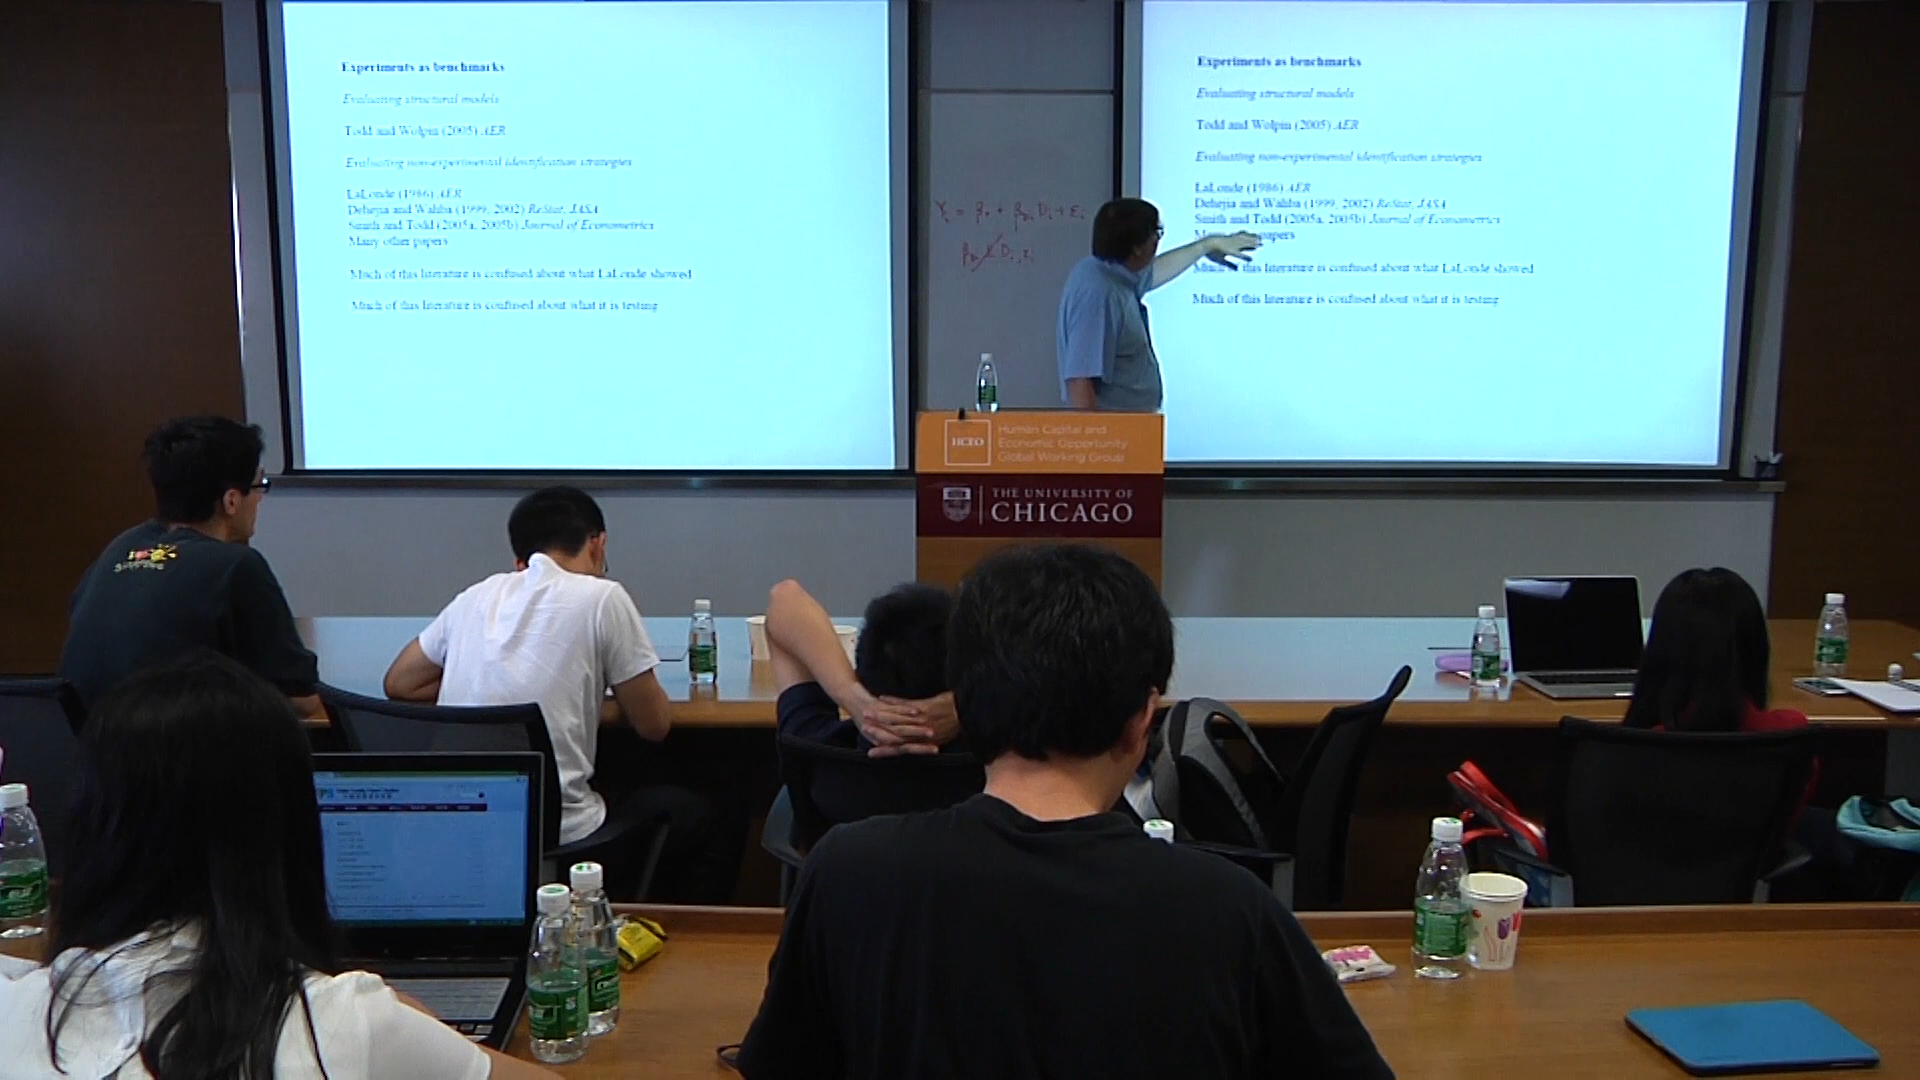 Experiments as benchmarks
Evaluating structural models
Todd and Wolpin (2005) AER
Evaluating non-experimental identification strategies
LaLonde (1986) AER
Dehejia and Wahba (1999, 2002) ReStat, JASA
Smith and Todd (2005a, 2005b) Journal of Econometrics
Many other papers
Much of this literature is confused about what LaLonde showed
Much of this literature is confused about what it is testing
Experiments as benchmarks
Evaluating structural models
Todd and Wolpin (2005) AER
Evaluating non-experimental identification strategies
LaLonde (1986) AER
Dehejia and Wahba (1999, 2002) ReStat, JASA
Smith and Todd (2005a, 2005b) Journal of Econometrics
papers
this literature is confused about what LaLonde showed
Much of this literature is confused about what it is testing
HCEO
Human Capital and
Economic Opportunity
Global Working Group
THE UNIVERSITY OF
CHICAGO